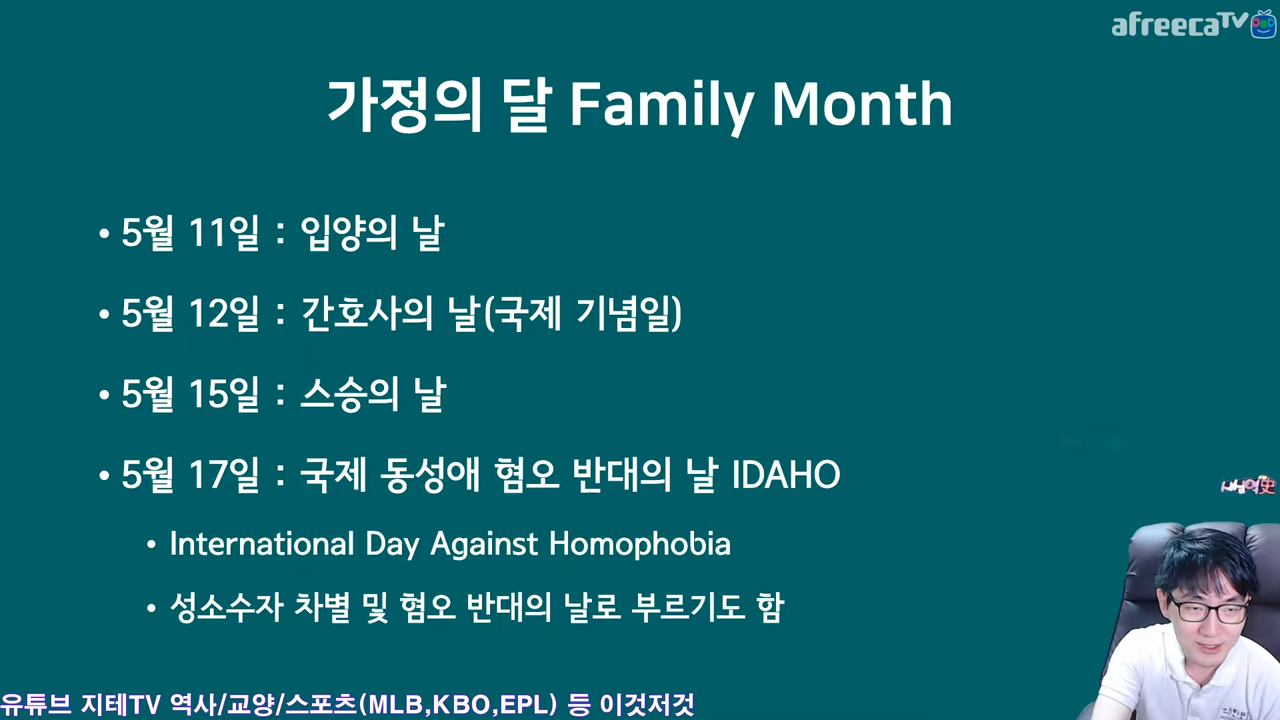 afreecaTV
가정의 달 Family Month
• 5월 11일 : 입양의 날
• 5월 12일 : 간호사의 날(국제 기념일)
• 5월 15일 : 스승의 날
• 5월 17일 : 국제 동성애 혐오 반대의 날 IDAHO
• International Day Against Homophobia
• 성소수자 차별 및 혐오 반대의 날로 부르기도 함
유튜브 지테TV 역사/교양/스포츠(MLB,KBO,EPL) 등 이것저것